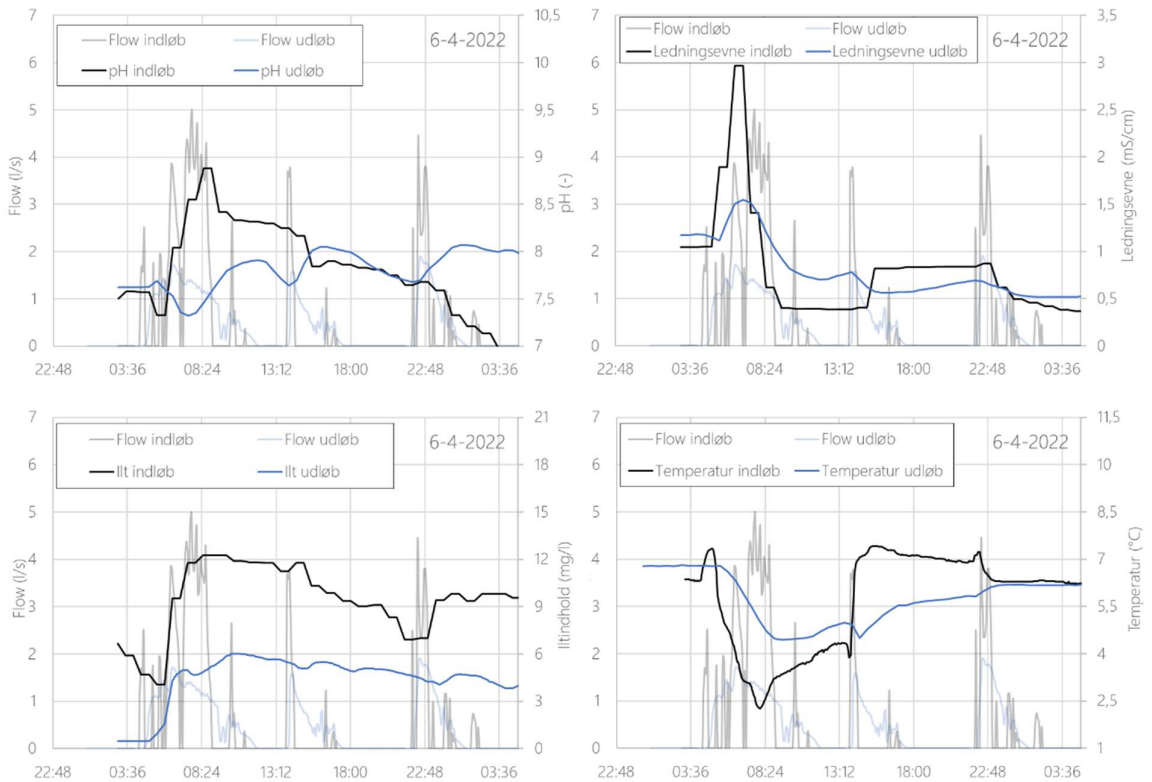 7 10,5
Flow indløb Flow udløb 6-4-2022
pH indløb pH udløb
6 10
5 9,5
4 9
3 8,5
2 8
1 7,5
0 7
Flow (l/s)
pH (-)
22:48 03:36 08:24 13:12 18:00 22:48 03:36
7 3,5
Flow indløb Flow udløb 6-4-2022
Ledningsevne indløb Ledningsevne udløb
6 3
5 2,5
4 2
3 1,5
2 1
1 0,5
0 0
Ledningsevne (mS/cm)
22:48 03:36 08:24 13:12 18:00 22:48 03:36
7 21
Flow indløb Flow udløb 6-4-2022
Ilt indløb Ilt udløb
6 18
5 15
4 12
3 9
2 6
1 3
0 0
Flow (l/s)
Iltindhold (mg/l)
22:48 03:36 08:24 13:12 18:00 22:48 03:36
7 11,5
Flow indløb Flow udløb 6-4-2022
Temperatur indløb Temperatur udløb
6 10
5 8,5
4 7
3 5,5
2 4
1 2,5
0 1
Temperatur (°C)
22:48 03:36 08:24 13:12 18:00 22:48 03:36